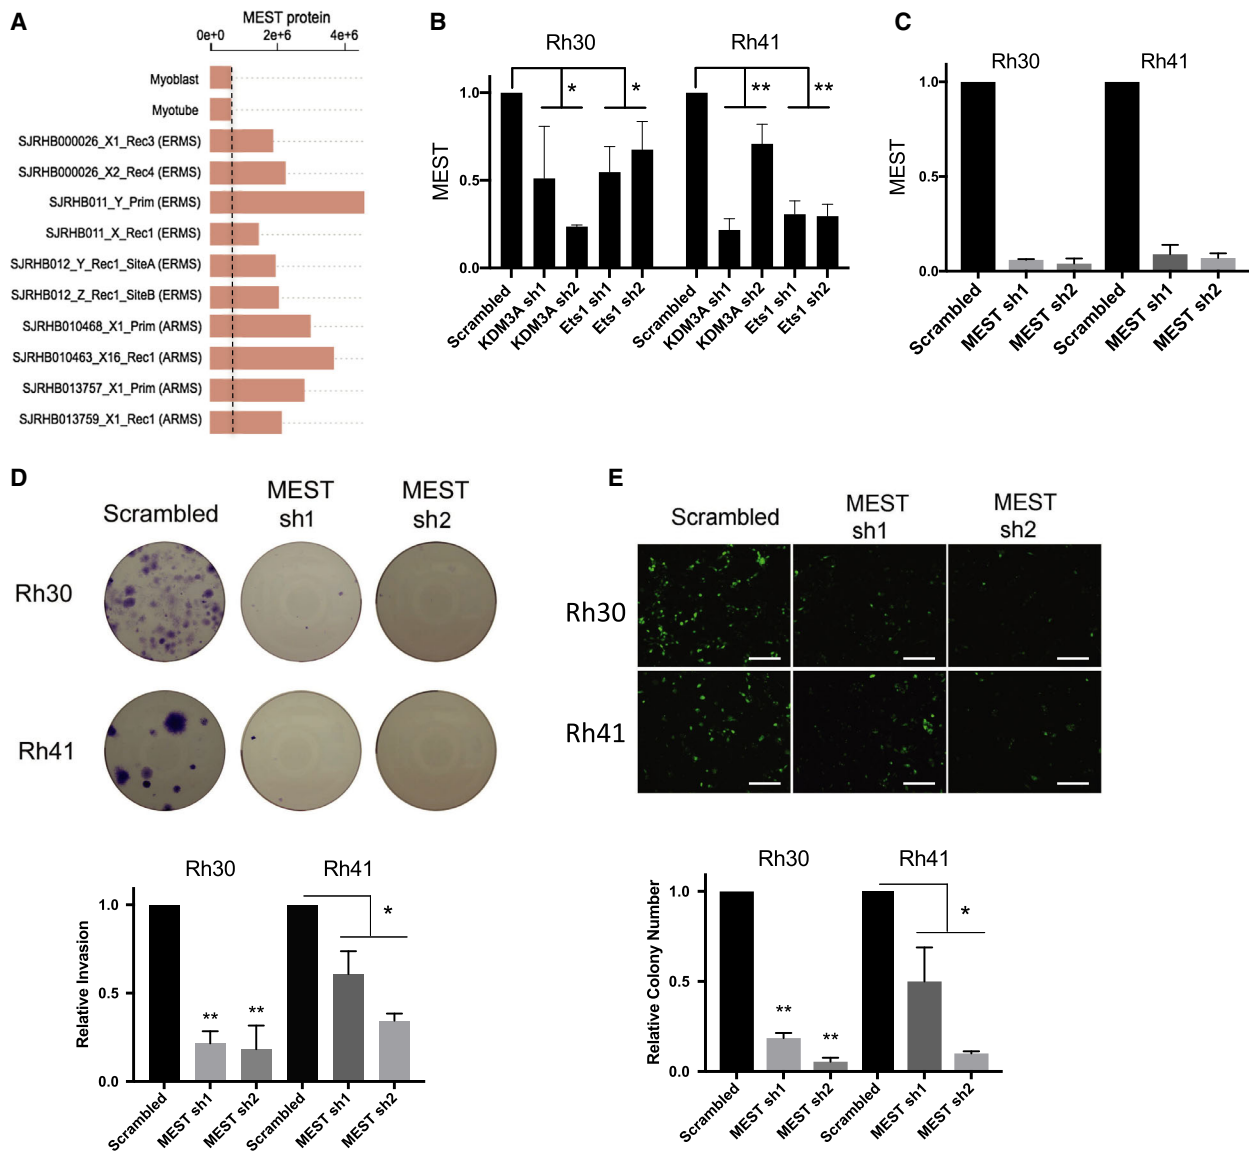 A
MEST protein
0e+0 2e+6 4e+6
Myoblast
Myotube
SJRHB000026_X1_Rec3 (ERMS)
SJRHB000026_X2_Rec4 (ERMS)
SJRHB011_Y_Prim (ERMS)
SJRHB011_X_Rec1 (ERMS)
SJRHB012_Y_Rec1_SiteA (ERMS)
SJRHB012_Z_Rec1_SiteB (ERMS)
SJRHB010468_X1_Prim (ARMS)
SJRHB010463_X16_Rec1 (ARMS)
SJRHB013757_X1_Prim (ARMS)
SJRHB013759_X1_Rec1 (ARMS)
B
Rh30 Rh41
* * ** **
MEST
1.0
0.5
0.0
Scrambled
KDM3A sh1
KDM3A sh2
Ets1 sh1
Ets1 sh2
Scrambled
KDM3A sh1
KDM3A sh2
Ets1 sh1
Ets1 sh2
C
Rh30 Rh41
MEST
1.0
0.5
0.0
Scrambled
MEST sh1
MEST sh2
Scrambled
MEST sh1
MEST sh2
D
Scrambled
MEST
sh1
MEST
sh2
Rh30
Rh41
Rh30 Rh41
Relative Invasion
1.0
0.5
0.0
** ** *
Scrambled
MEST sh1
MEST sh2
Scrambled
MEST sh1
MEST sh2
E
Scrambled
MEST
sh1
MEST
sh2
Rh30
Rh41
Rh30 Rh41
Relative Colony Number
1.0
0.5
0.0
** ** *
Scrambled
MEST sh1
MEST sh2
Scrambled
MEST sh1
MEST sh2